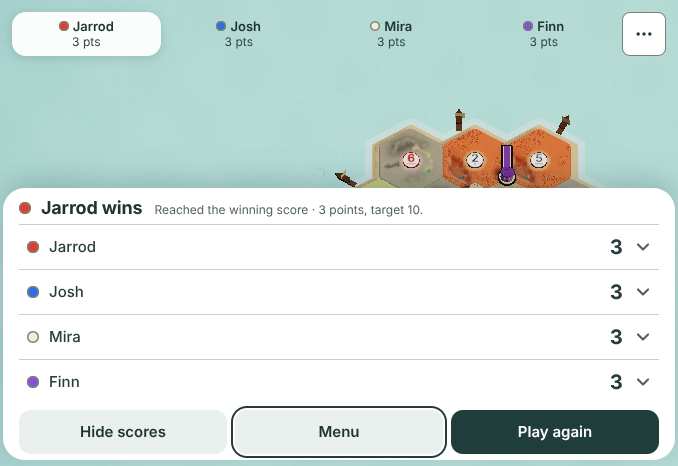 Jarrod
3 pts
Josh
3 pts
Mira
3 pts
Finn
3 pts
6
2
5
Jarrod wins Reached the winning score · 3 points, target 10.
Jarrod 3
Josh 3
Mira 3
Finn 3
Hide scores
Menu
Play again